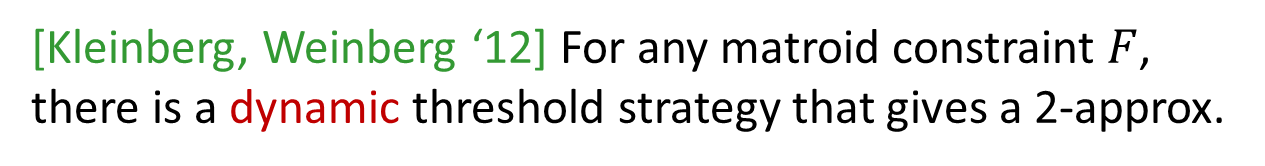 [Kleinberg, Weinberg ‘12] For any matroid constraint F,
there is a dynamic threshold strategy that gives a 2-approx.